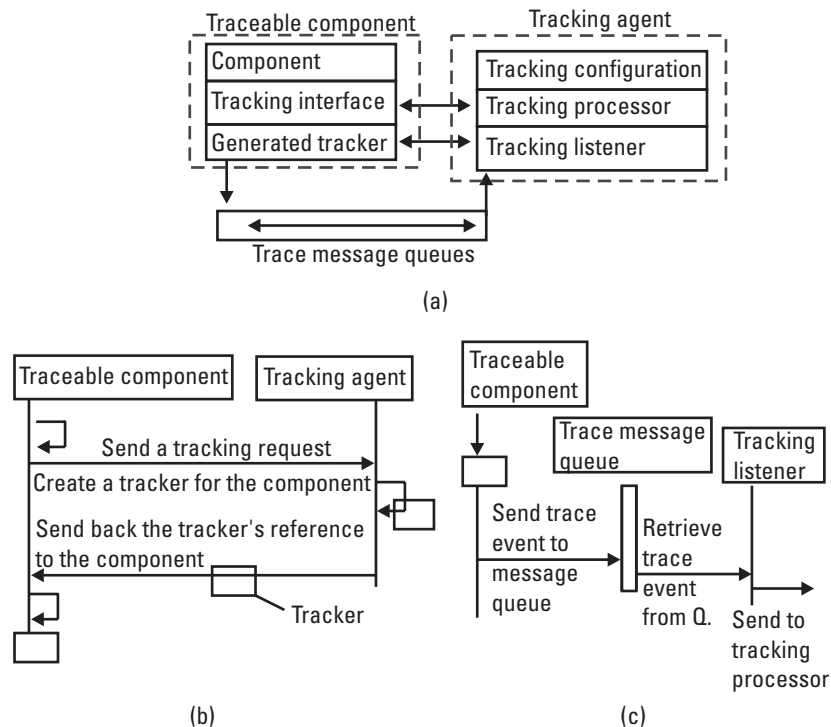 Traceable component
Tracking agent
Component
Tracking interface
Generated tracker
Tracking configuration
Tracking processor
Tracking listener
Trace message queues
(a)
Traceable component
Tracking agent
Send a tracking request
Create a tracker for the component
Send back the tracker's reference
to the component
Tracker
(b)
Traceable
component
Trace message
queue
Tracking
listener
Send trace
event to
message
queue
Retrieve
trace
event
from Q.
Send to
tracking
processor
(c)